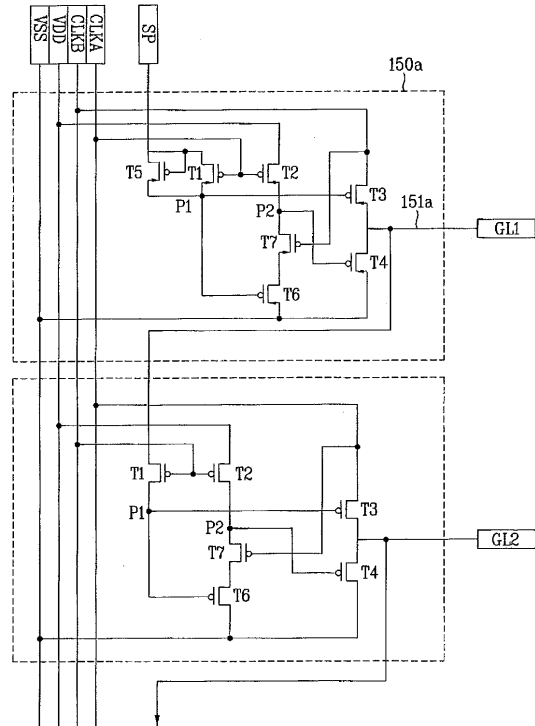 VSS
VDD
CLKB
CLKA
SP
150a
T5
T1
T2
T3
P1
P2
151a
GL1
T7
T4
T6
T1
T2
P1
T3
P2
T7
GL2
T4
T6